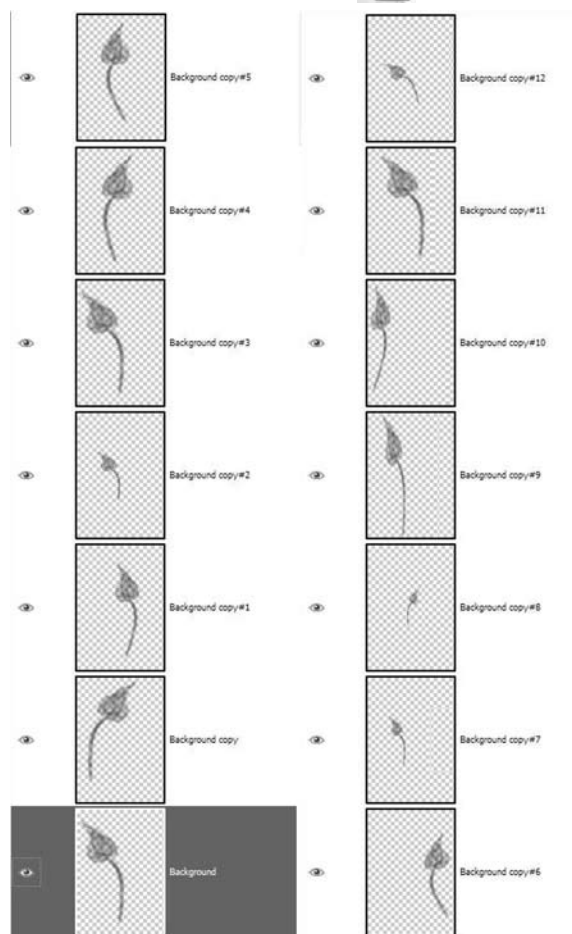 Background copy#5
Background copy#4
Background copy#3
Background copy#2
Background copy#1
Background copy
Background
Background copy#12
Background copy#11
Background copy#10
Background copy#9
Background copy#8
Background copy#7
Background copy#6